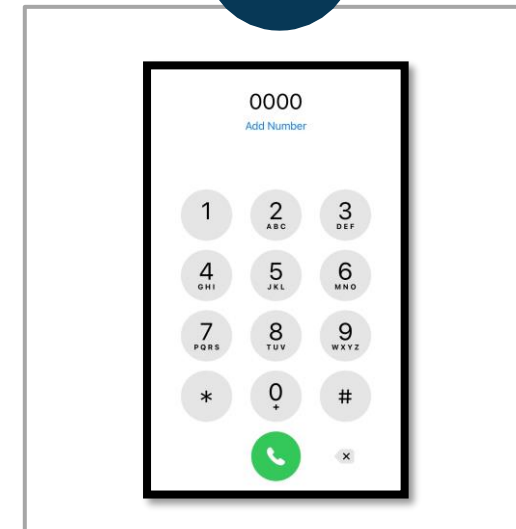 0000
Add Number
1 2 3
ABC DEF
4 5 6
GHI JKL MNO
7 8 9
PQRS TUV WXYZ
* 0 #
+